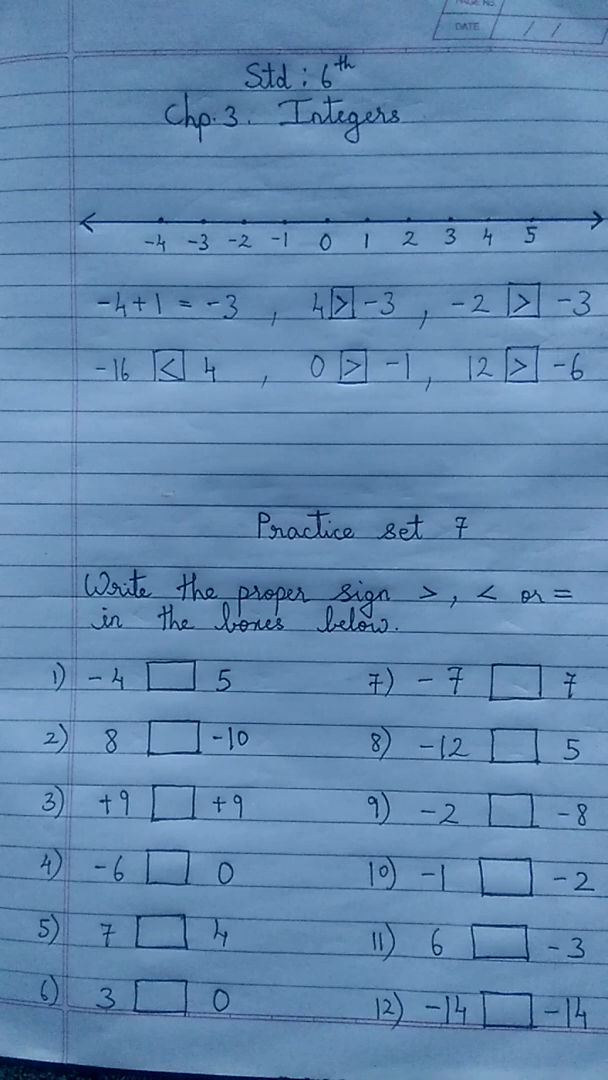 PAGE NO.
DATE / /
Std : 6th
Chp. 3. Integers
-4 -3 -2 -1 0 1 2 3 4 5
-4+1 = -3 , 4 > -3 , -2 > -3
-16 < 4 , 0 > -1 , 12 > -6
Practice set 7
Write the proper sign >, < or =
in the boxes below.
1) -4 □ 5 7) -7 □ 7
2) 8 □ -10 8) -12 □ 5
3) +9 □ +9 9) -2 □ -8
4) -6 □ 0 10) -1 □ -2
5) 7 □ 4 11) 6 □ -3
6) 3 □ 0 12) -14 □ -14